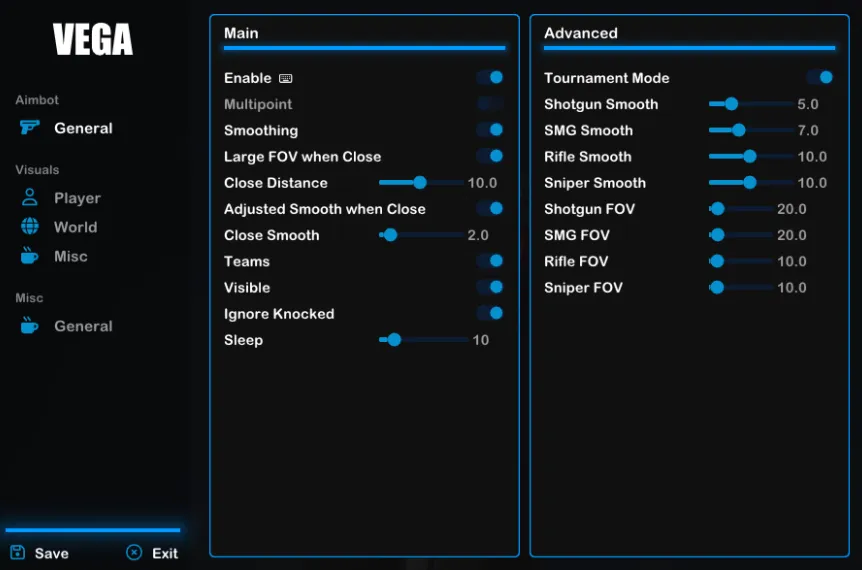 VEGA
Aimbot
General
Visuals
Player
World
Misc
Misc
General
Save
Exit
Main
Enable
Multipoint
Smoothing
Large FOV when Close
Close Distance 10.0
Adjusted Smooth when Close
Close Smooth 2.0
Teams
Visible
Ignore Knocked
Sleep 10
Advanced
Tournament Mode
Shotgun Smooth 5.0
SMG Smooth 7.0
Rifle Smooth 10.0
Sniper Smooth 10.0
Shotgun FOV 20.0
SMG FOV 20.0
Rifle FOV 10.0
Sniper FOV 10.0